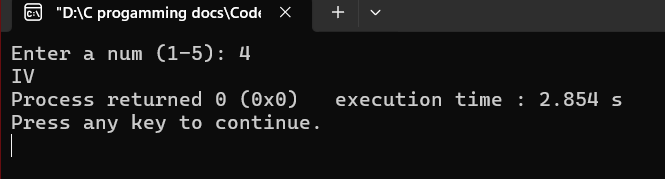 "D:\C progamming docs\Code
Enter a num (1-5): 4
IV
Process returned 0 (0x0)   execution time : 2.854 s
Press any key to continue.